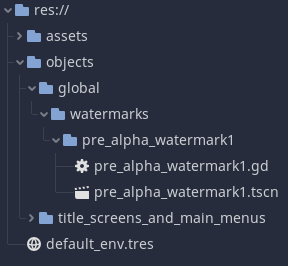 res://
assets
objects
global
watermarks
pre_alpha_watermark1
pre_alpha_watermark1.gd
pre_alpha_watermark1.tscn
title_screens_and_main_menus
default_env.tres